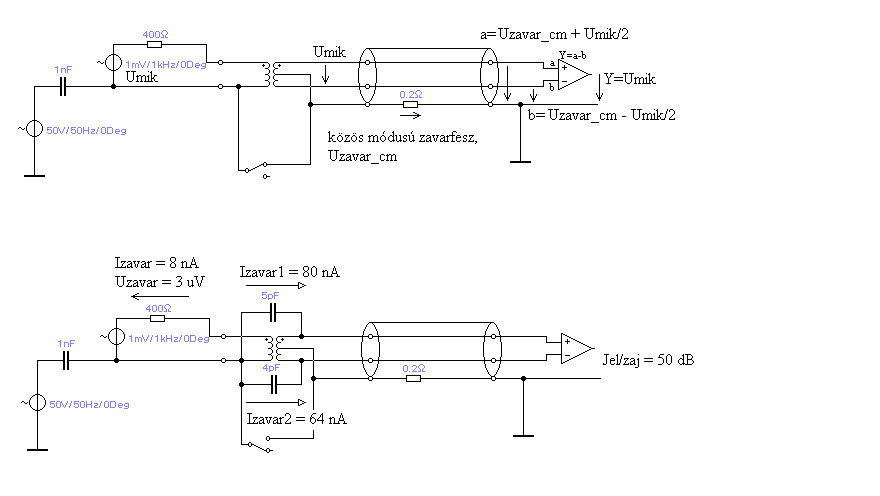 400Ω
a=Uzavar_cm + Umik/2
Umik
Y=a-b
1nF
1mV/1kHz/0Deg
Umik
a
+
−
b
Y=Umik
0.2Ω
b= Uzavar_cm - Umik/2
50V/50Hz/0Deg
közös módusú zavarfesz,
Uzavar_cm
Izavar = 8 nA
Uzavar = 3 uV
Izavar1 = 80 nA
400Ω
5pF
1nF
1mV/1kHz/0Deg
+
−
4pF
0.2Ω
Jel/zaj = 50 dB
50V/50Hz/0Deg
Izavar2 = 64 nA